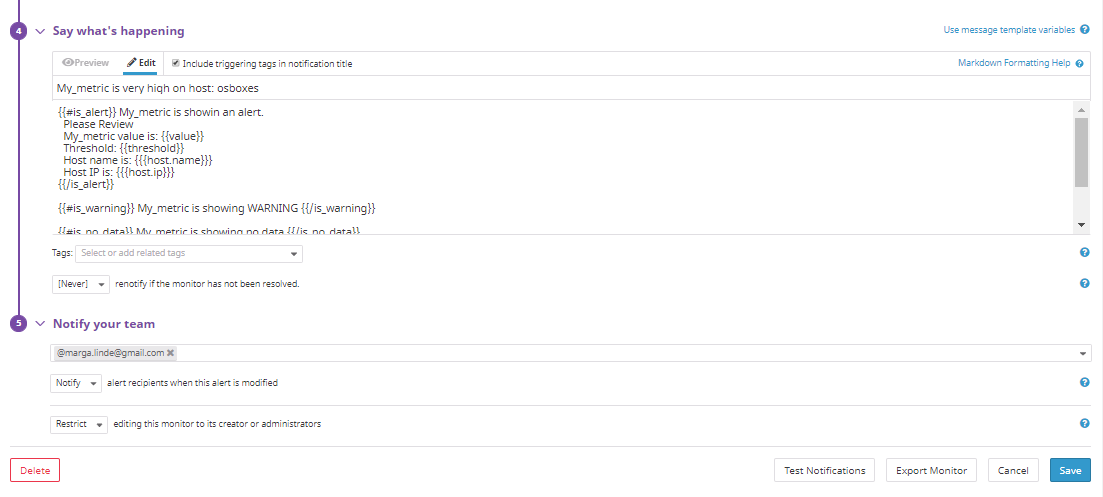 4 Say what's happening Use message template variables ?
Preview Edit Include triggering tags in notification title Markdown Formatting Help ?
My_metric is very high on host: osboxes
{{#is_alert}} My_metric is showin an alert.
Please Review
My_metric value is: {{value}}
Threshold: {{threshold}}
Host name is: {{{host.name}}}
Host IP is: {{{host.ip}}}
{{/is_alert}}
{{#is_warning}} My_metric is showing WARNING {{/is_warning}}
{{#is_no_data}} My_metric is showing no data {{/is_no_data}}
Tags: Select or add related tags ?
[Never] renotify if the monitor has not been resolved. ?
5 Notify your team
@marga.linde@gmail.com ✖
Notify alert recipients when this alert is modified ?
Restrict editing this monitor to its creator or administrators ?
Delete Test Notifications Export Monitor Cancel Save